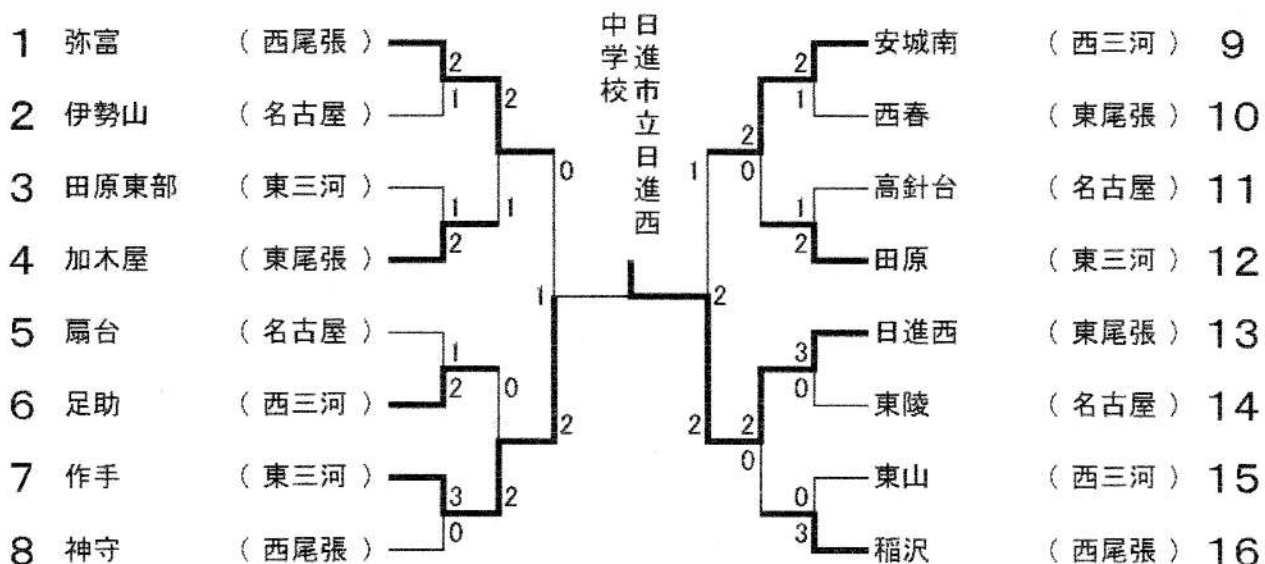 日進市立日進西
中学校
1 弥富 （西尾張）
2
1
2
2 伊勢山 （名古屋）
0
3 田原東部 （東三河）
1
2
1
4 加木屋 （東尾張）
1
5 扇台 （名古屋）
1
2
0
6 足助 （西三河）
2
7 作手 （東三河）
3
0
2
8 神守 （西尾張）
安城南 （西三河） 9
2
1
西春 （東尾張） 10
2
0
1
高針台 （名古屋） 11
1
2
田原 （東三河） 12
2
日進西 （東尾張） 13
3
0
東陵 （名古屋） 14
2
2
0
東山 （西三河） 15
0
3
稲沢 （西尾張） 16